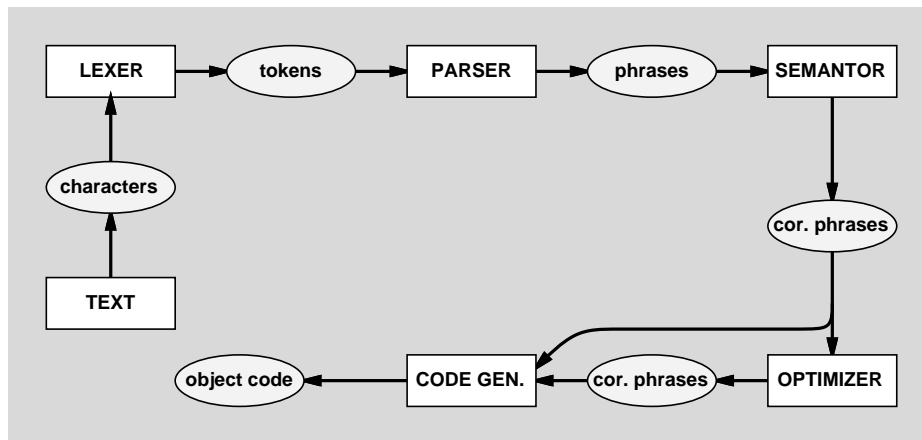 LEXER
tokens
PARSER
phrases
SEMANTOR
characters
cor. phrases
TEXT
object code
CODE GEN.
cor. phrases
OPTIMIZER